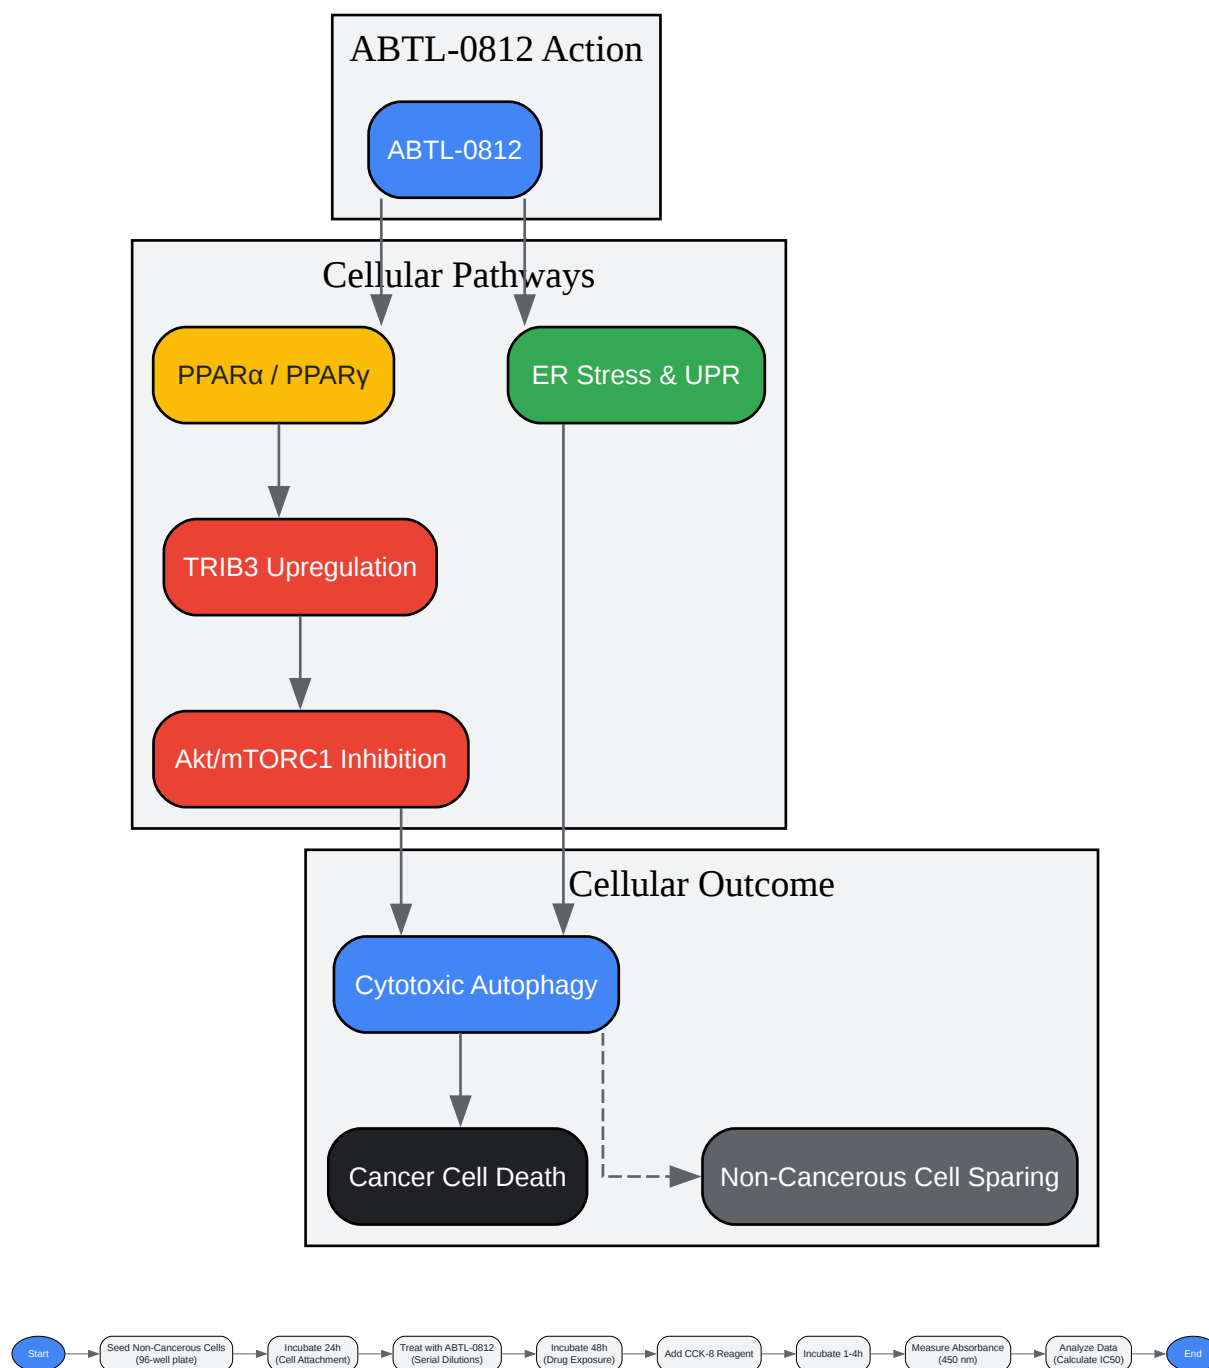 ABTL-0812 Action
ABTL-0812
Cellular Pathways
PPARα / PPARγ
ER Stress & UPR
TRIB3 Upregulation
Akt/mTORC1 Inhibition
Cellular Outcome
Cytotoxic Autophagy
Cancer Cell Death
Non-Cancerous Cell Sparing
Start
Seed Non-Cancerous Cells
(96-well plate)
Incubate 24h
(Cell Attachment)
Treat with ABTL-0812
(Serial Dilutions)
Incubate 48h
(Drug Exposure)
Add CCK-8 Reagent
Incubate 1-4h
Measure Absorbance
(450 nm)
Analyze Data
(Calculate IC50)
End